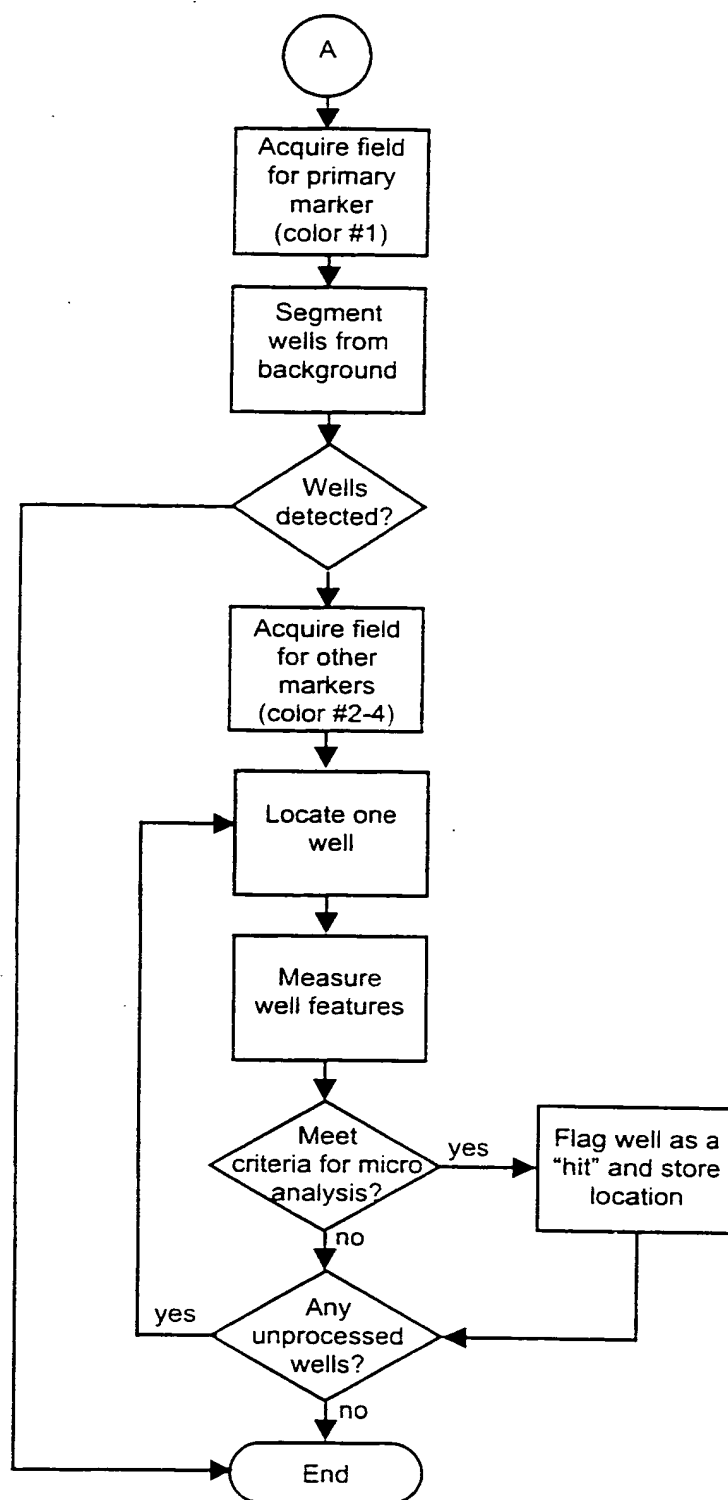 A
Acquire field
for primary
marker
(color #1)
Segment
wells from
background
Wells
detected?
Acquire field
for other
markers
(color #2-4)
Locate one
well
Measure
well features
Meet
criteria for micro
analysis?
yes
Flag well as a
“hit” and store
location
no
Any
unprocessed
wells?
yes
no
End